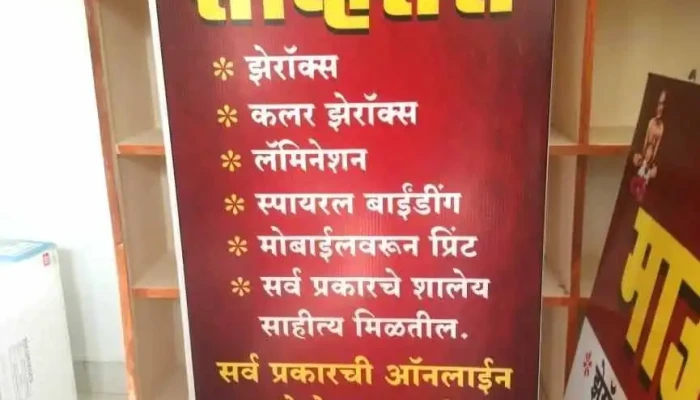 * झेरॉक्स
* कलर झेरॉक्स
* लॅमिनेशन
* स्पायरल बाईंडींग
* मोबाईलवरून प्रिंट
* सर्व प्रकारचे शालेय
साहीत्य मिळतील.
सर्व प्रकारची ऑनलाईन